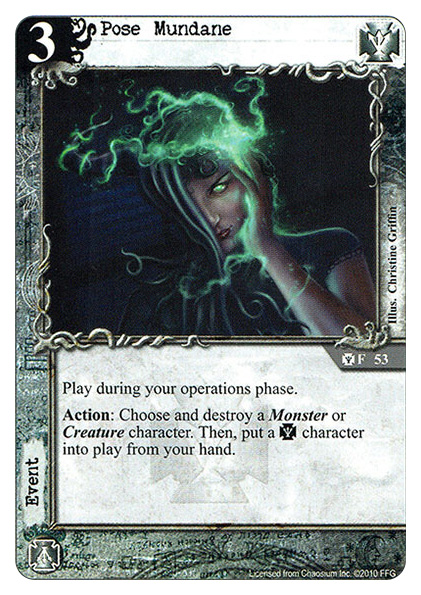 3
Pose Mundane
Illus. Christine Griffin
F 53
Play during your operations phase.
Action: Choose and destroy a Monster or
Creature character. Then, put a character
into play from your hand.
Event
Licensed from Chaosium Inc. ©2010 FFG